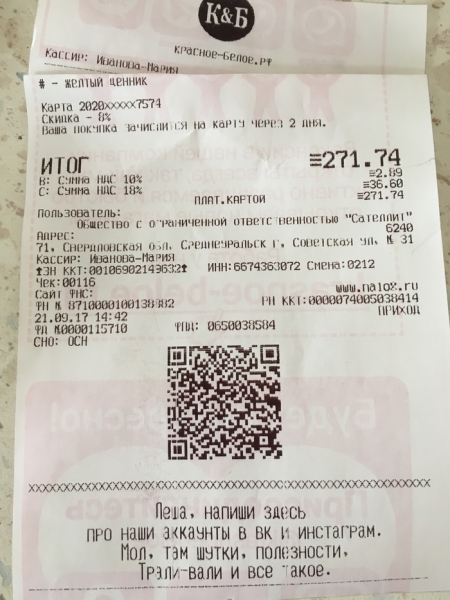 К&Б
красное-белое.рф
Кассир: Иванова-Мария
# - желтый ценник
Карта 2020xxxxx7574
Скидка - 8%
Ваша покупка зачислится на карту через 2 дня.
ИТОГ ≡271.74
В: Сумма НДС 10% ≡2.89
С: Сумма НДС 18% ≡36.60
ПЛАТ.КАРТОЙ ≡271.74
Пользователь:
Общество с ограниченной ответственностью "Сателлит"
Адрес: 6240
71, Свердловская обл, Среднеуральск г, Советская ул, № 31
Кассир: Иванова-Мария
ЗН ККТ:00106902149632 ИНН:6674363072 Смена:0212
Чек:00116 www.nalog.ru
Сайт ФНС:
ФН № 8710000100138382 РН ККТ:0000074005038414
21.09.17 14:42 ПРИХОД
ФД №0000115710 ФПД: 0650038584
СНО: ОСН
xxxxxxxxxxxxxxxxxxxxxxxxxxxxxxxxxxxxxxxxxxxxxxxx
Леша, напиши здесь
про наши аккаунты в вк и инстаграм.
Мол, там шутки, полезности,
Трали-вали и все такое.